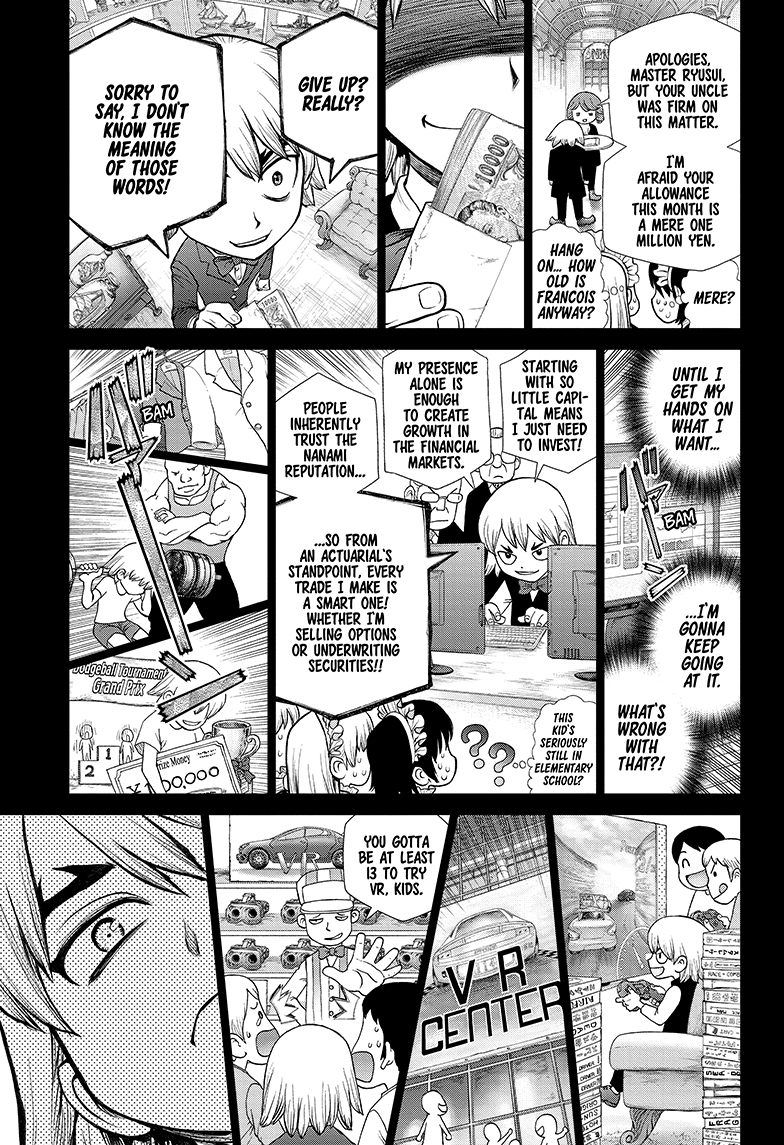 APOLOGIES,
MASTER RYUSUI,
BUT YOUR UNCLE
WAS FIRM ON
THIS MATTER.
I'M
AFRAID YOUR
ALLOWANCE
THIS MONTH IS
A MERE ONE
MILLION YEN.
MERE?
HANG
ON... HOW
OLD IS
FRANCOIS
ANYWAY?
10000
GIVE UP?
REALLY?
SORRY TO
SAY, I DON'T
KNOW THE
MEANING
OF THOSE
WORDS!
UNTIL I
GET MY
HANDS ON
WHAT I
WANT...
BAM
...I'M
GONNA
KEEP
GOING
AT IT.
WHAT'S
WRONG
WITH
THAT?!
STARTING
WITH SO
LITTLE CAPI-
TAL MEANS
I JUST NEED
TO INVEST!
MY PRESENCE
ALONE IS
ENOUGH
TO CREATE
GROWTH IN
THE FINANCIAL
MARKETS.
PEOPLE
INHERENTLY
TRUST THE
NANAMI
REPUTATION...
...SO FROM
AN ACTUARIAL'S
STANDPOINT, EVERY
TRADE I MAKE IS
A SMART ONE!
WHETHER I'M
SELLING OPTIONS
OR UNDERWRITING
SECURITIES!!
THIS
KID'S
SERIOUSLY
STILL IN
ELEMENTARY
SCHOOL?
??
BAM
Dodgeball Tournament
Grand Prix
1
2
Money
00,000
VR
CENTER
VR
YOU GOTTA
BE AT LEAST
13 TO TRY
VR, KIDS.